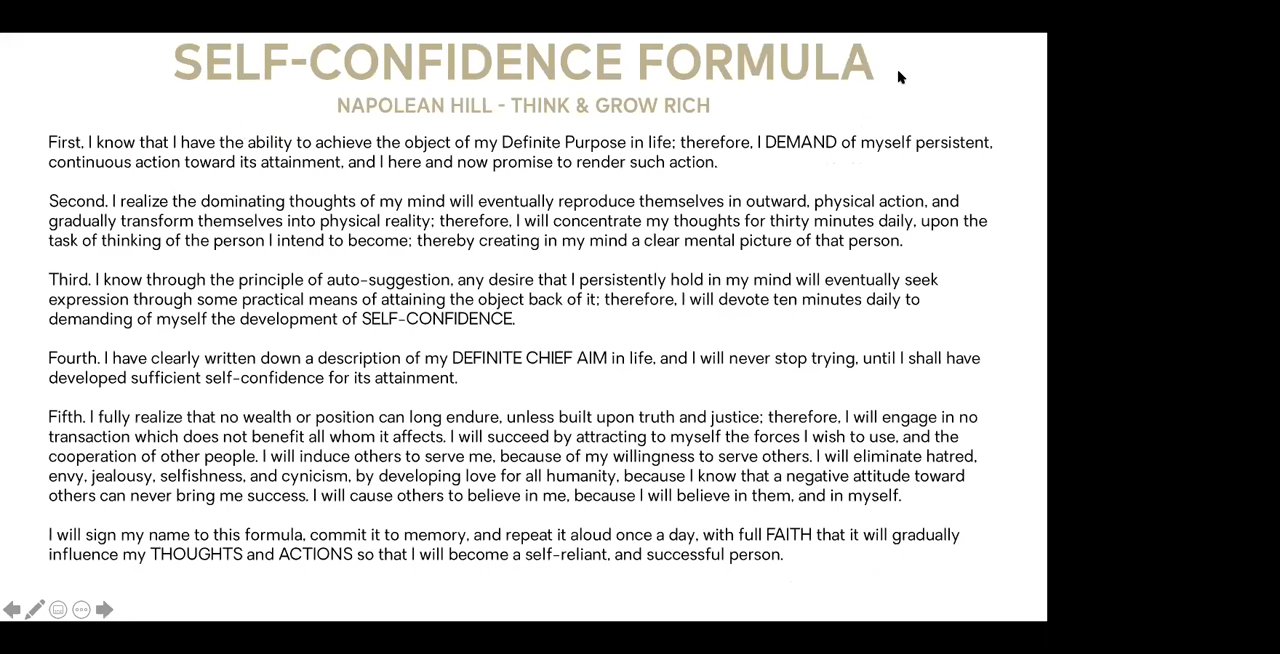 SELF-CONFIDENCE FORMULA
NAPOLEAN HILL - THINK & GROW RICH
First, I know that I have the ability to achieve the object of my Definite Purpose in life; therefore, I DEMAND of myself persistent,
continuous action toward its attainment, and I here and now promise to render such action.
Second. I realize the dominating thoughts of my mind will eventually reproduce themselves in outward, physical action, and
gradually transform themselves into physical reality; therefore, I will concentrate my thoughts for thirty minutes daily, upon the
task of thinking of the person I intend to become; thereby creating in my mind a clear mental picture of that person.
Third. I know through the principle of auto-suggestion, any desire that I persistently hold in my mind will eventually seek
expression through some practical means of attaining the object back of it; therefore, I will devote ten minutes daily to
demanding of myself the development of SELF-CONFIDENCE.
Fourth. I have clearly written down a description of my DEFINITE CHIEF AIM in life, and I will never stop trying, until I shall have
developed sufficient self-confidence for its attainment.
Fifth. I fully realize that no wealth or position can long endure, unless built upon truth and justice; therefore, I will engage in no
transaction which does not benefit all whom it affects. I will succeed by attracting to myself the forces I wish to use, and the
cooperation of other people. I will induce others to serve me, because of my willingness to serve others. I will eliminate hatred,
envy, jealousy, selfishness, and cynicism, by developing love for all humanity, because I know that a negative attitude toward
others can never bring me success. I will cause others to believe in me, because I will believe in them, and in myself.
I will sign my name to this formula, commit it to memory, and repeat it aloud once a day, with full FAITH that it will gradually
influence my THOUGHTS and ACTIONS so that I will become a self-reliant, and successful person.